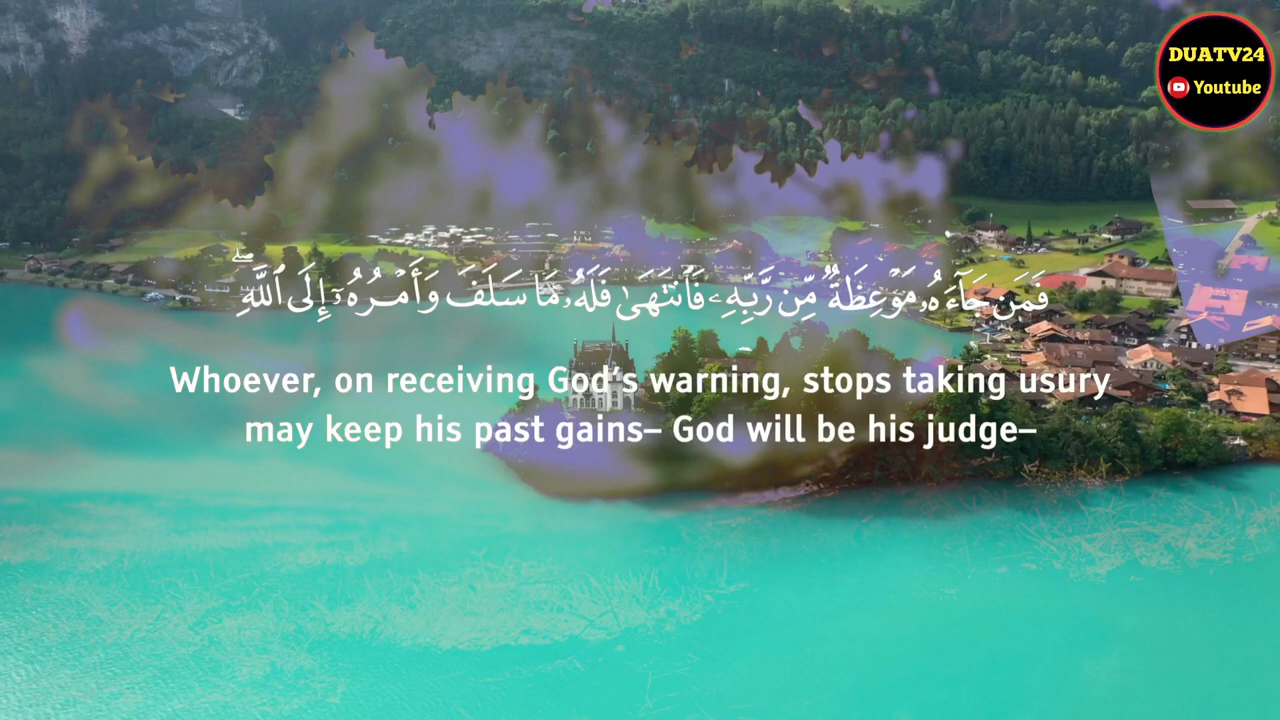 DUATV24
Youtube
فَمَن جَآءَهُۥ مَوْعِظَةٌ مِّن رَّبِّهِۦ فَٱنتَهَىٰ فَلَهُۥ مَا سَلَفَ وَأَمْرُهُۥٓ إِلَى ٱللَّهِۖ
Whoever, on receiving God's warning, stops taking usury
may keep his past gains– God will be his judge–